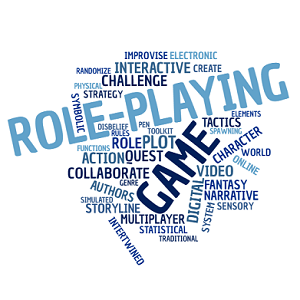 IMPROVISE ELECTRONIC
RANDOMIZE INTERACTIVE CREATE
PHYSICAL CHALLENGE
STRATEGY
SYMBOLIC
ROLE-PLAYING
ELEMENTS
DISBELIEF PEN TOOLKIT TACTICS
RULES SPAWNING
FUNCTIONS ROLE PLOT CHARACTER
ACTION QUEST GAME WORLD
COLLABORATE VIDEO ONLINE
GENRE
AUTHORS DIGITAL FANTASY
SIMULATED NARRATIVE
STORYLINE SYSTEM SENSORY
MULTIPLAYER
INTERTWINED STATISTICAL
TRADITIONAL